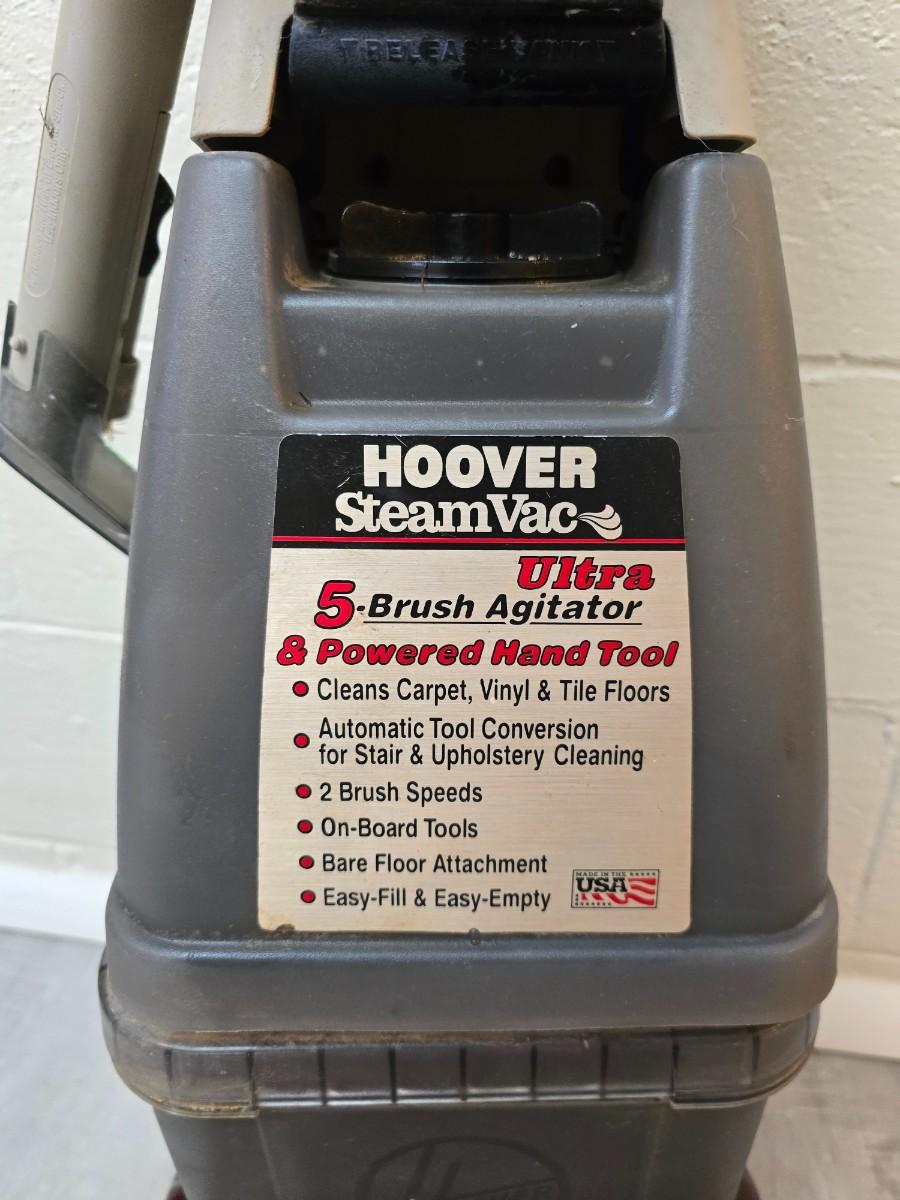 RELEASE
HOOVER
SteamVac
Ultra
5-Brush Agitator
& Powered Hand Tool
• Cleans Carpet, Vinyl & Tile Floors
• Automatic Tool Conversion
for Stair & Upholstery Cleaning
• 2 Brush Speeds
• On-Board Tools
• Bare Floor Attachment
• Easy-Fill & Easy-Empty
MADE IN THE
USA